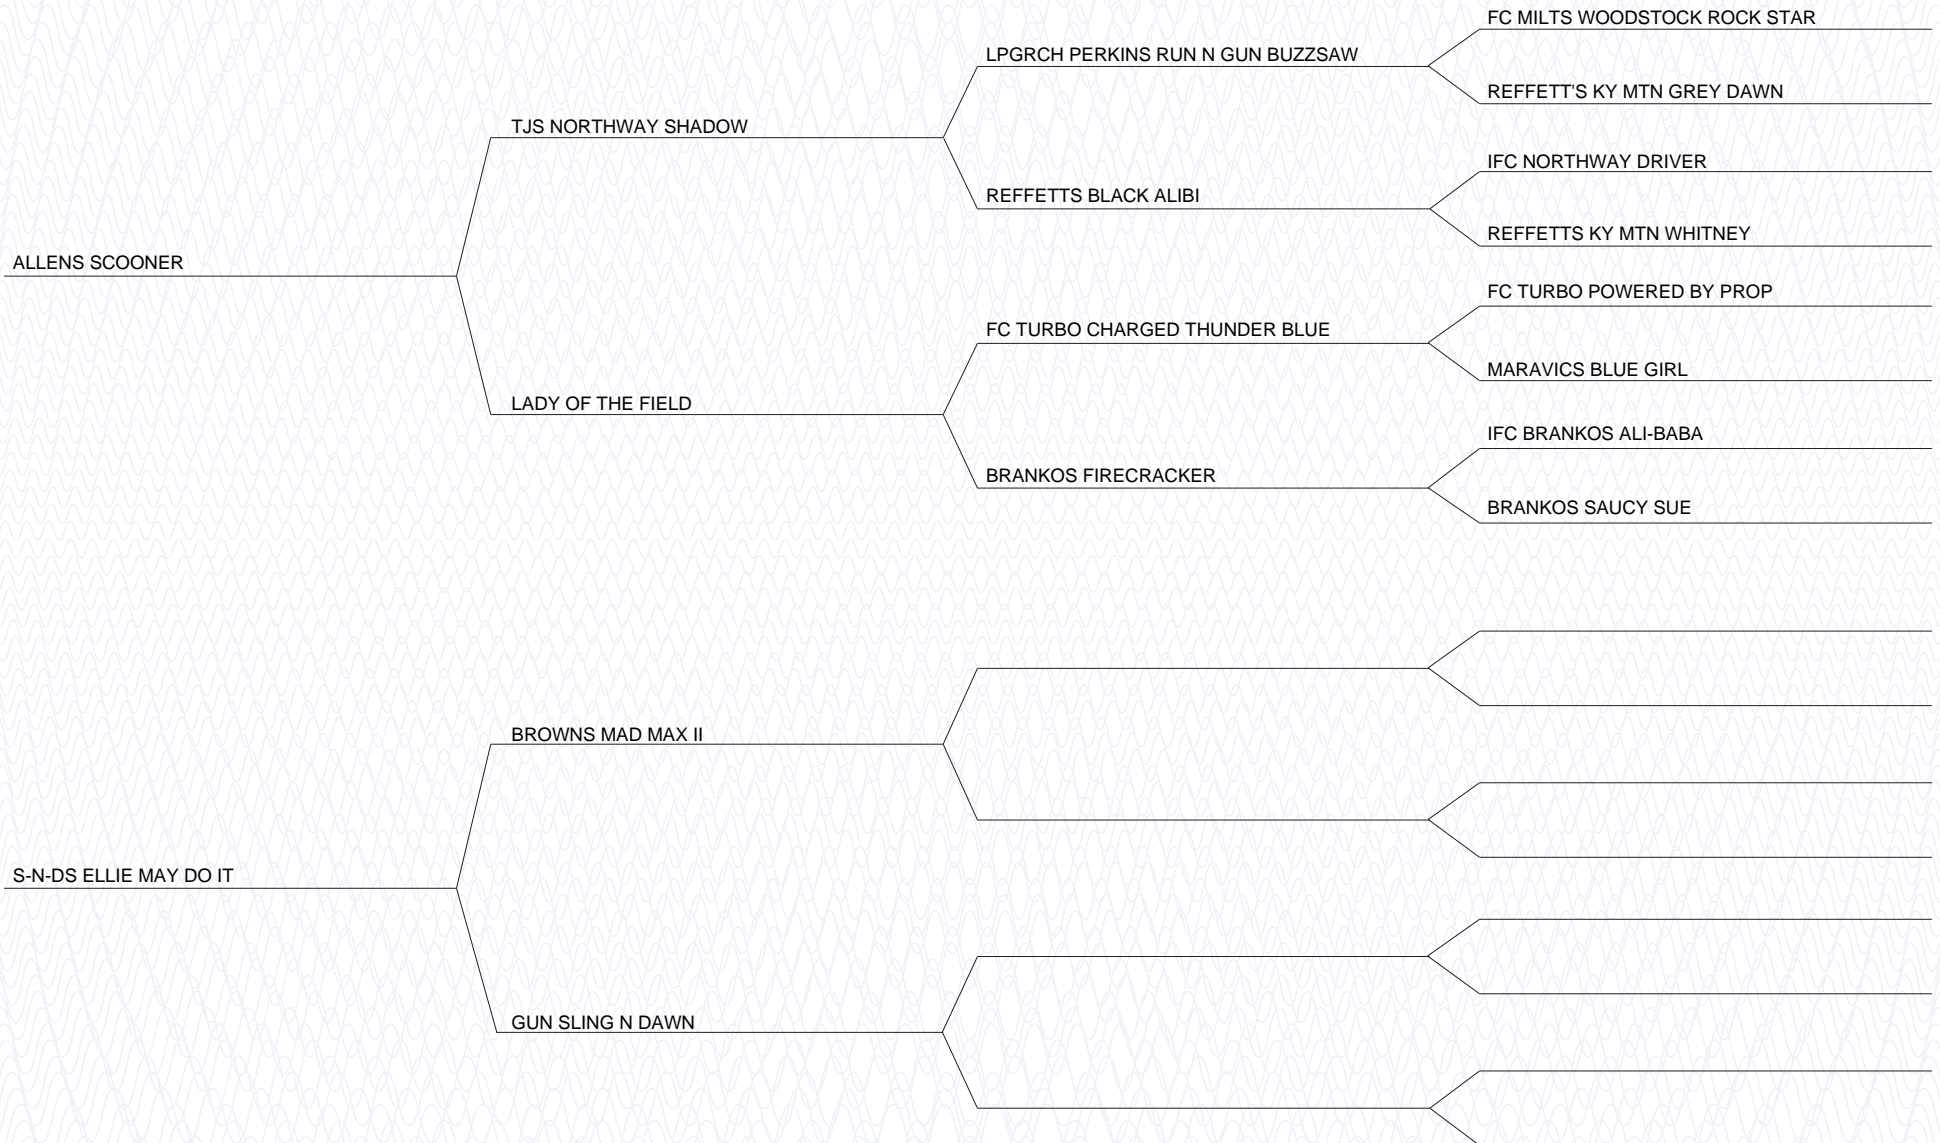 FC MILTS WOODSTOCK ROCK STAR
LPGRCH PERKINS RUN N GUN BUZZSAW
REFFETT'S KY MTN GREY DAWN
TJS NORTHWAY SHADOW
IFC NORTHWAY DRIVER
REFFETTS BLACK ALIBI
REFFETTS KY MTN WHITNEY
ALLENS SCOONER
FC TURBO POWERED BY PROP
FC TURBO CHARGED THUNDER BLUE
MARAVICS BLUE GIRL
LADY OF THE FIELD
IFC BRANKOS ALI-BABA
BRANKOS FIRECRACKER
BRANKOS SAUCY SUE
BROWNS MAD MAX II
S-N-DS ELLIE MAY DO IT
GUN SLING N DAWN